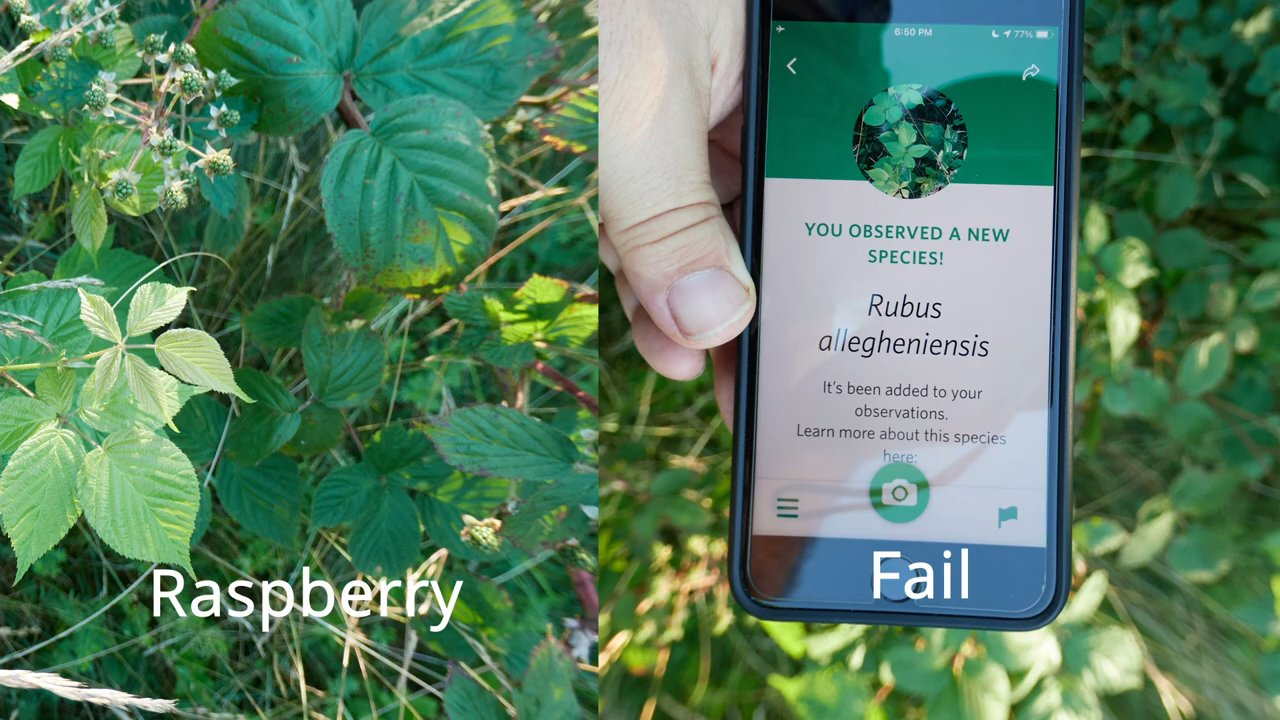 Raspberry
6:50 PM
77%
YOU OBSERVED A NEW
SPECIES!
Rubus
allegheniensis
It's been added to your
observations.
Learn more about this species
here:
Fail